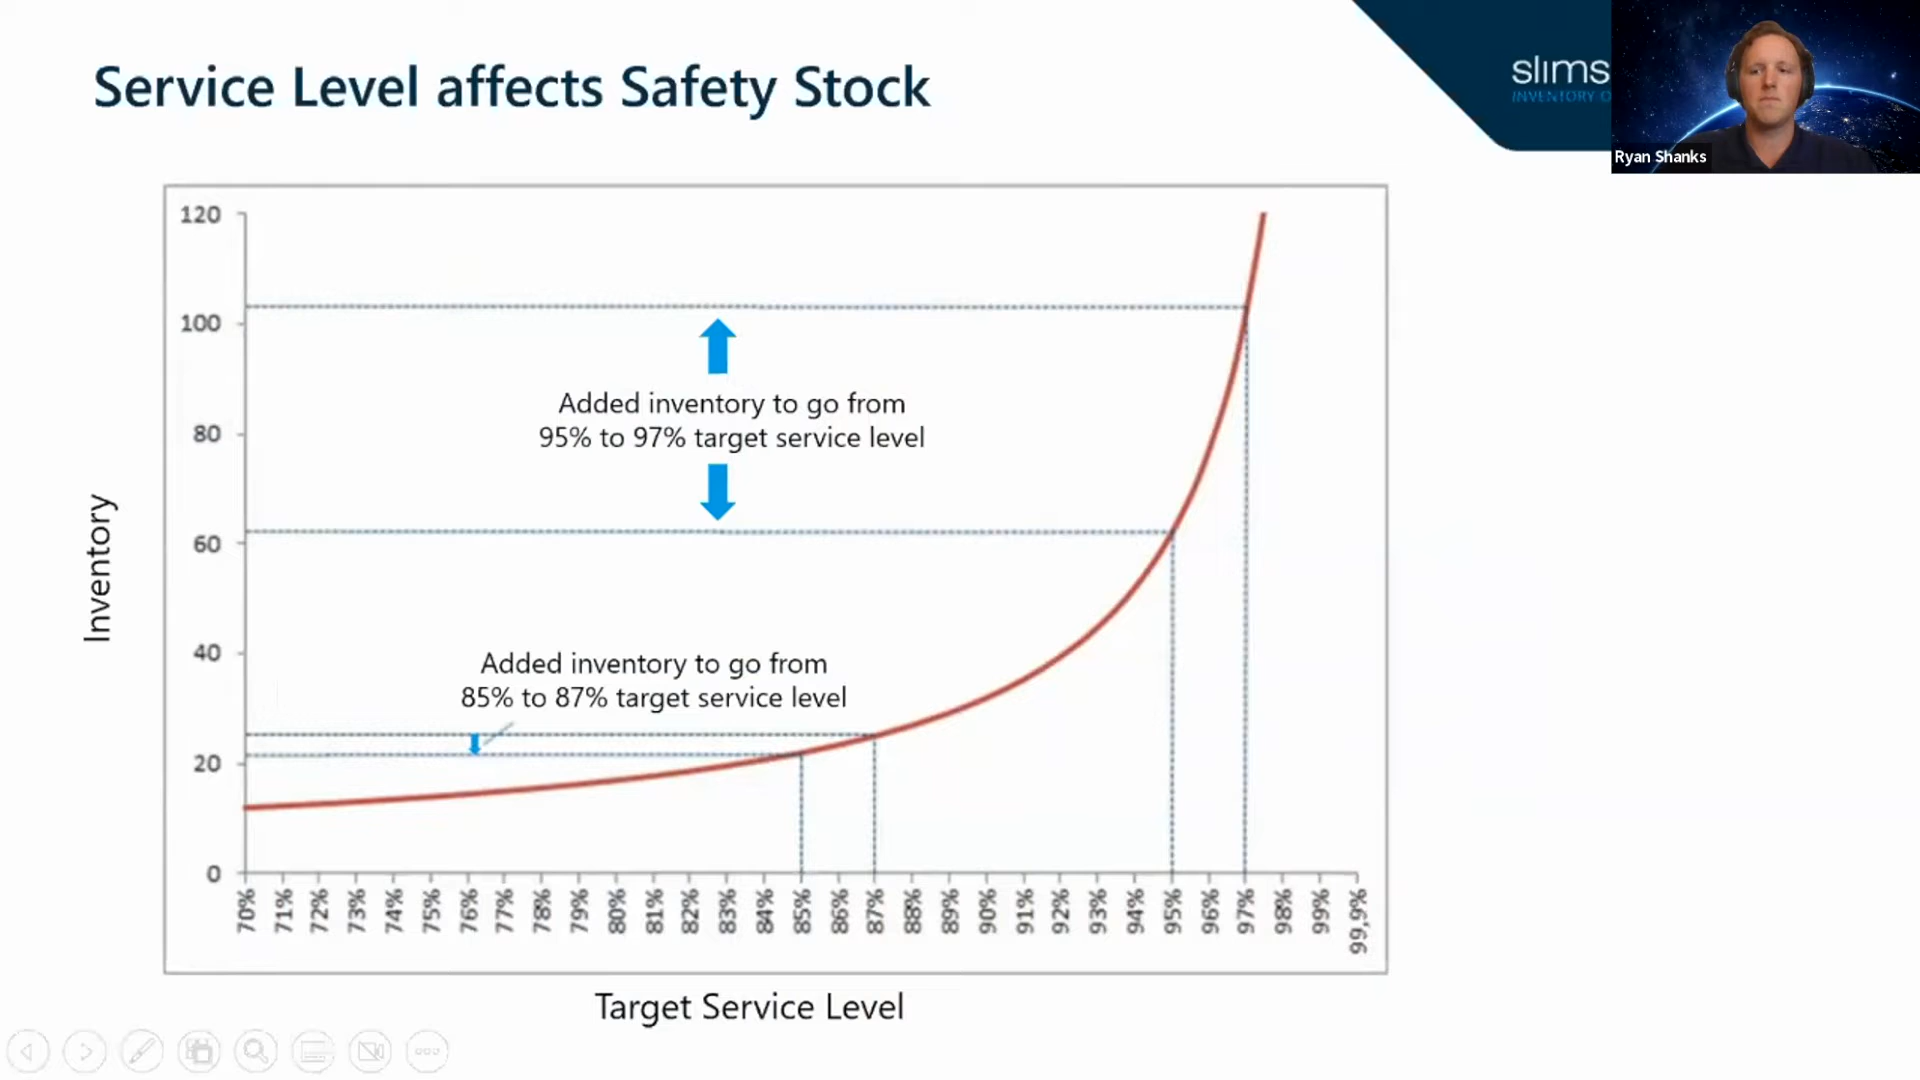 Service Level affects Safety Stock
slims
INVENTORY O
Ryan Shanks
120
100
80
60
40
20
0
Added inventory to go from
95% to 97% target service level
Added inventory to go from
85% to 87% target service level
Inventory
70% 71% 72% 73% 74% 75% 76% 77% 78% 79% 80% 81% 82% 83% 84% 85% 86% 87% 88% 89% 90% 91% 92% 93% 94% 95% 96% 97% 98% 99% 99,9%
Target Service Level